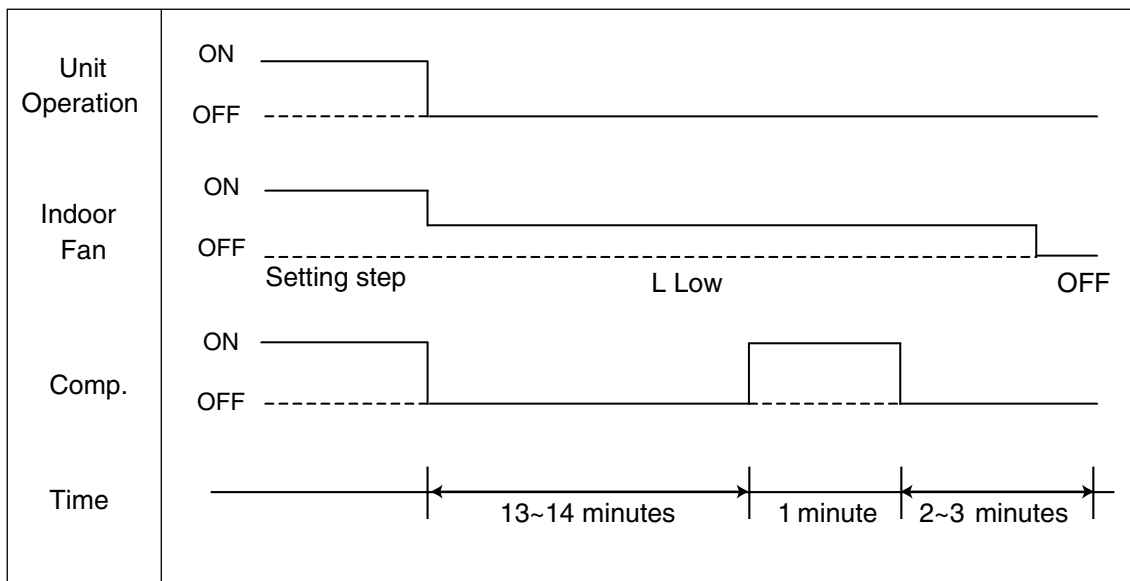 Unit
Operation
ON
OFF
Indoor
Fan
ON
OFF
Setting step
L Low
OFF
Comp.
ON
OFF
Time
13~14 minutes
1 minute
2~3 minutes